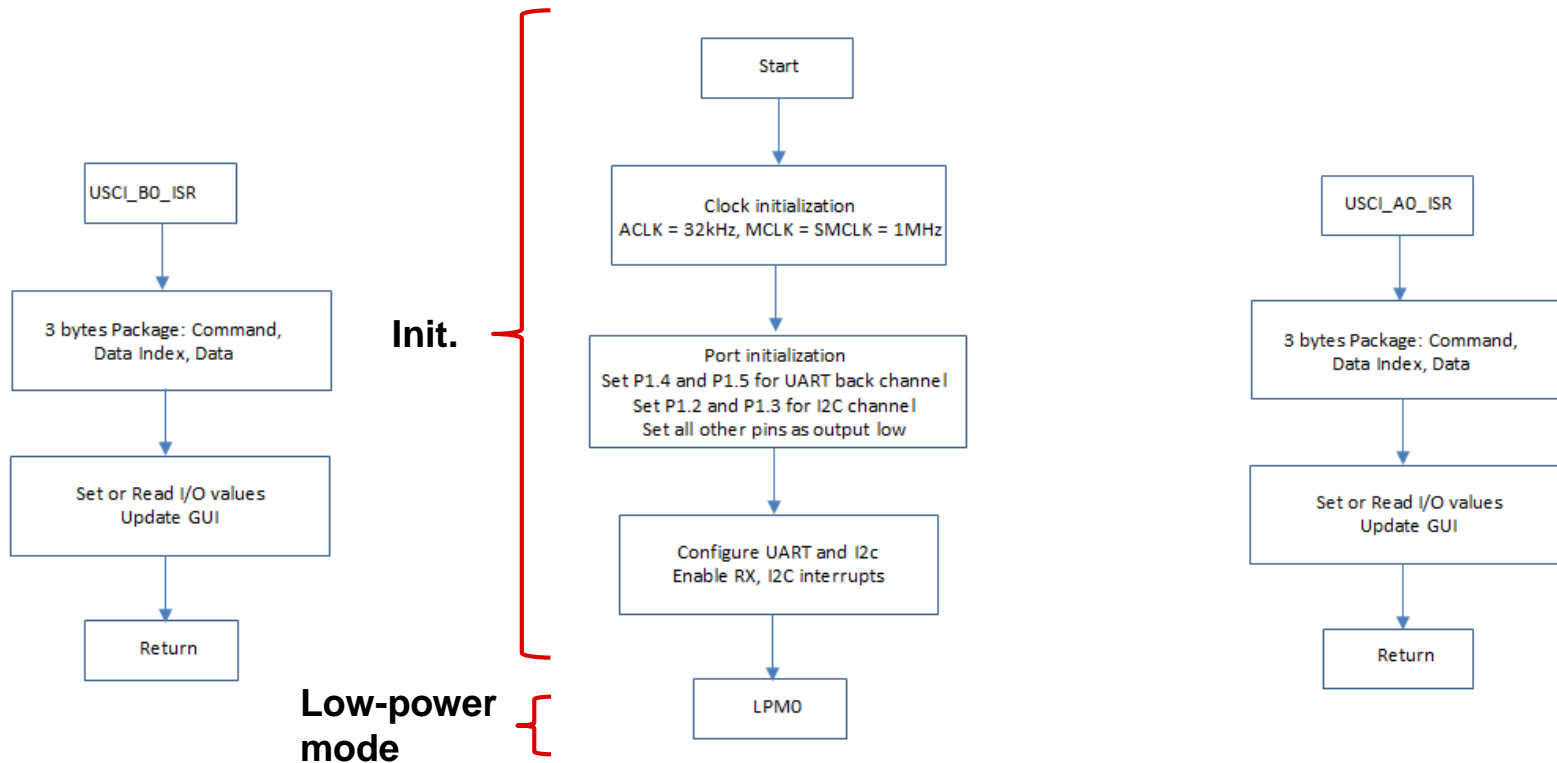 USCI_B0_ISR
3 bytes Package: Command,
Data Index, Data
Set or Read I/O values
Update GUI
Return
Init.
Low-power
mode
Start
Clock initialization
ACLK = 32kHz, MCLK = SMCLK = 1MHz
Port initialization
Set P1.4 and P1.5 for UART back channel
Set P1.2 and P1.3 for I2C channel
Set all other pins as output low
Configure UART and I2c
Enable RX, I2C interrupts
LPM0
USCI_A0_ISR
3 bytes Package: Command,
Data Index, Data
Set or Read I/O values
Update GUI
Return